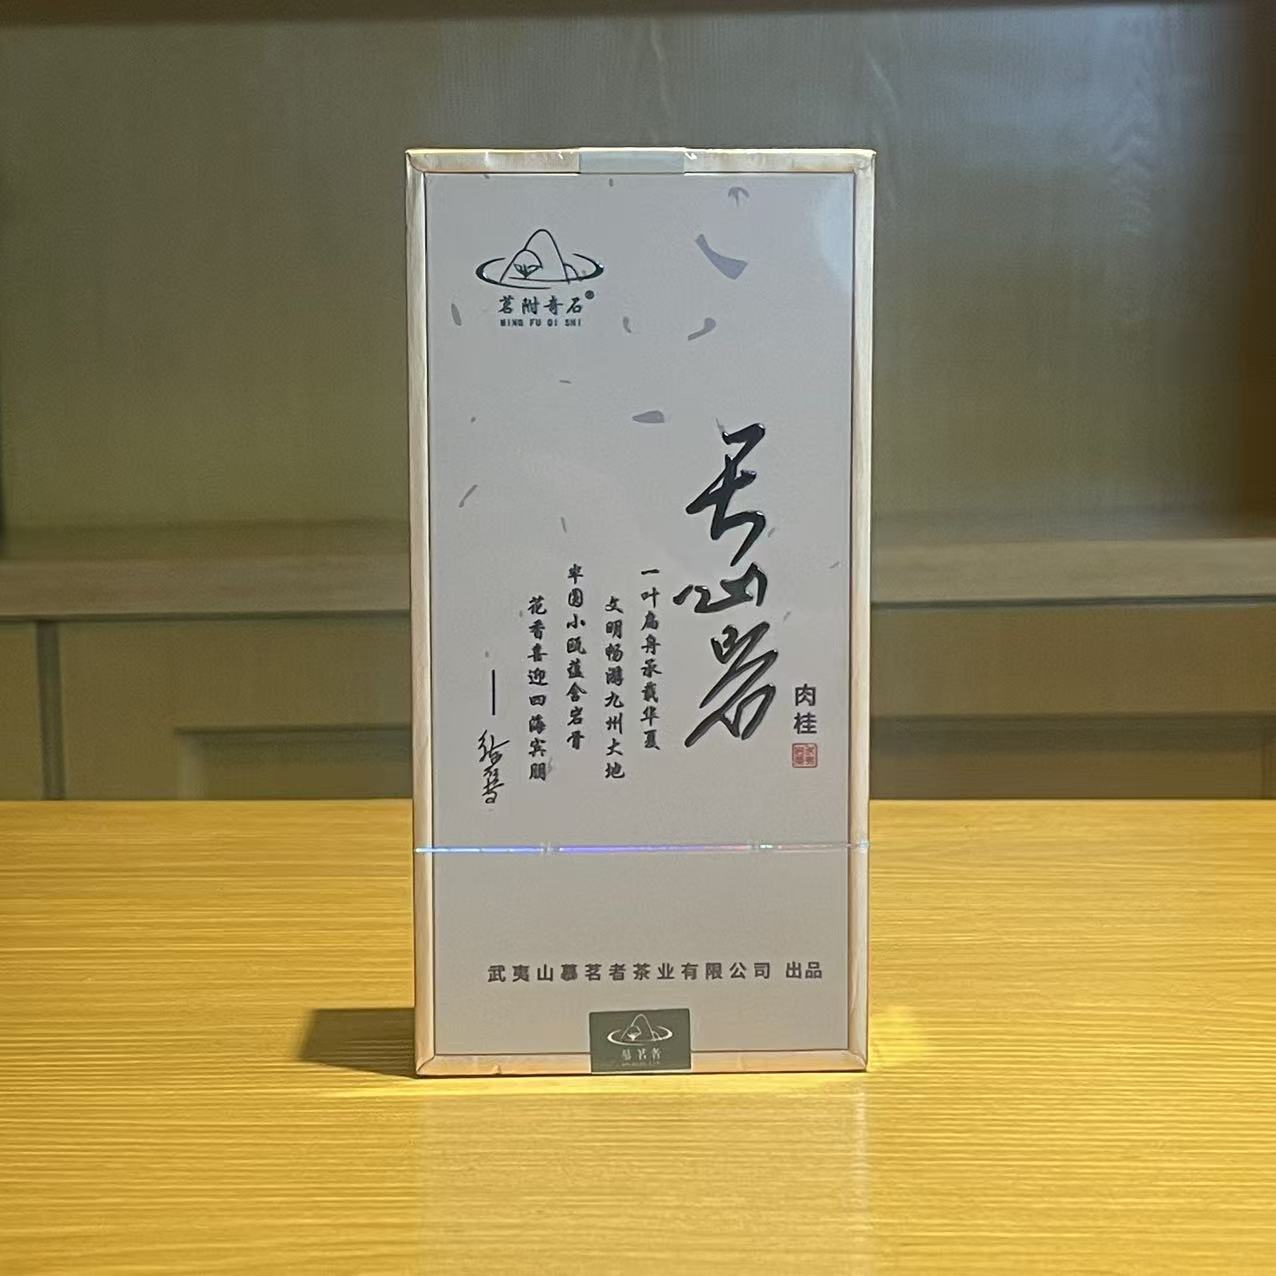 茗附奇石®
MING FU QI SHI
天心岩
肉桂
一叶扁舟承载华夏
文明畅游九州大地
半圆小瓯蕴含岩骨
花香喜迎四海宾朋
武夷山慕茗者茶业有限公司 出品
慕茗者